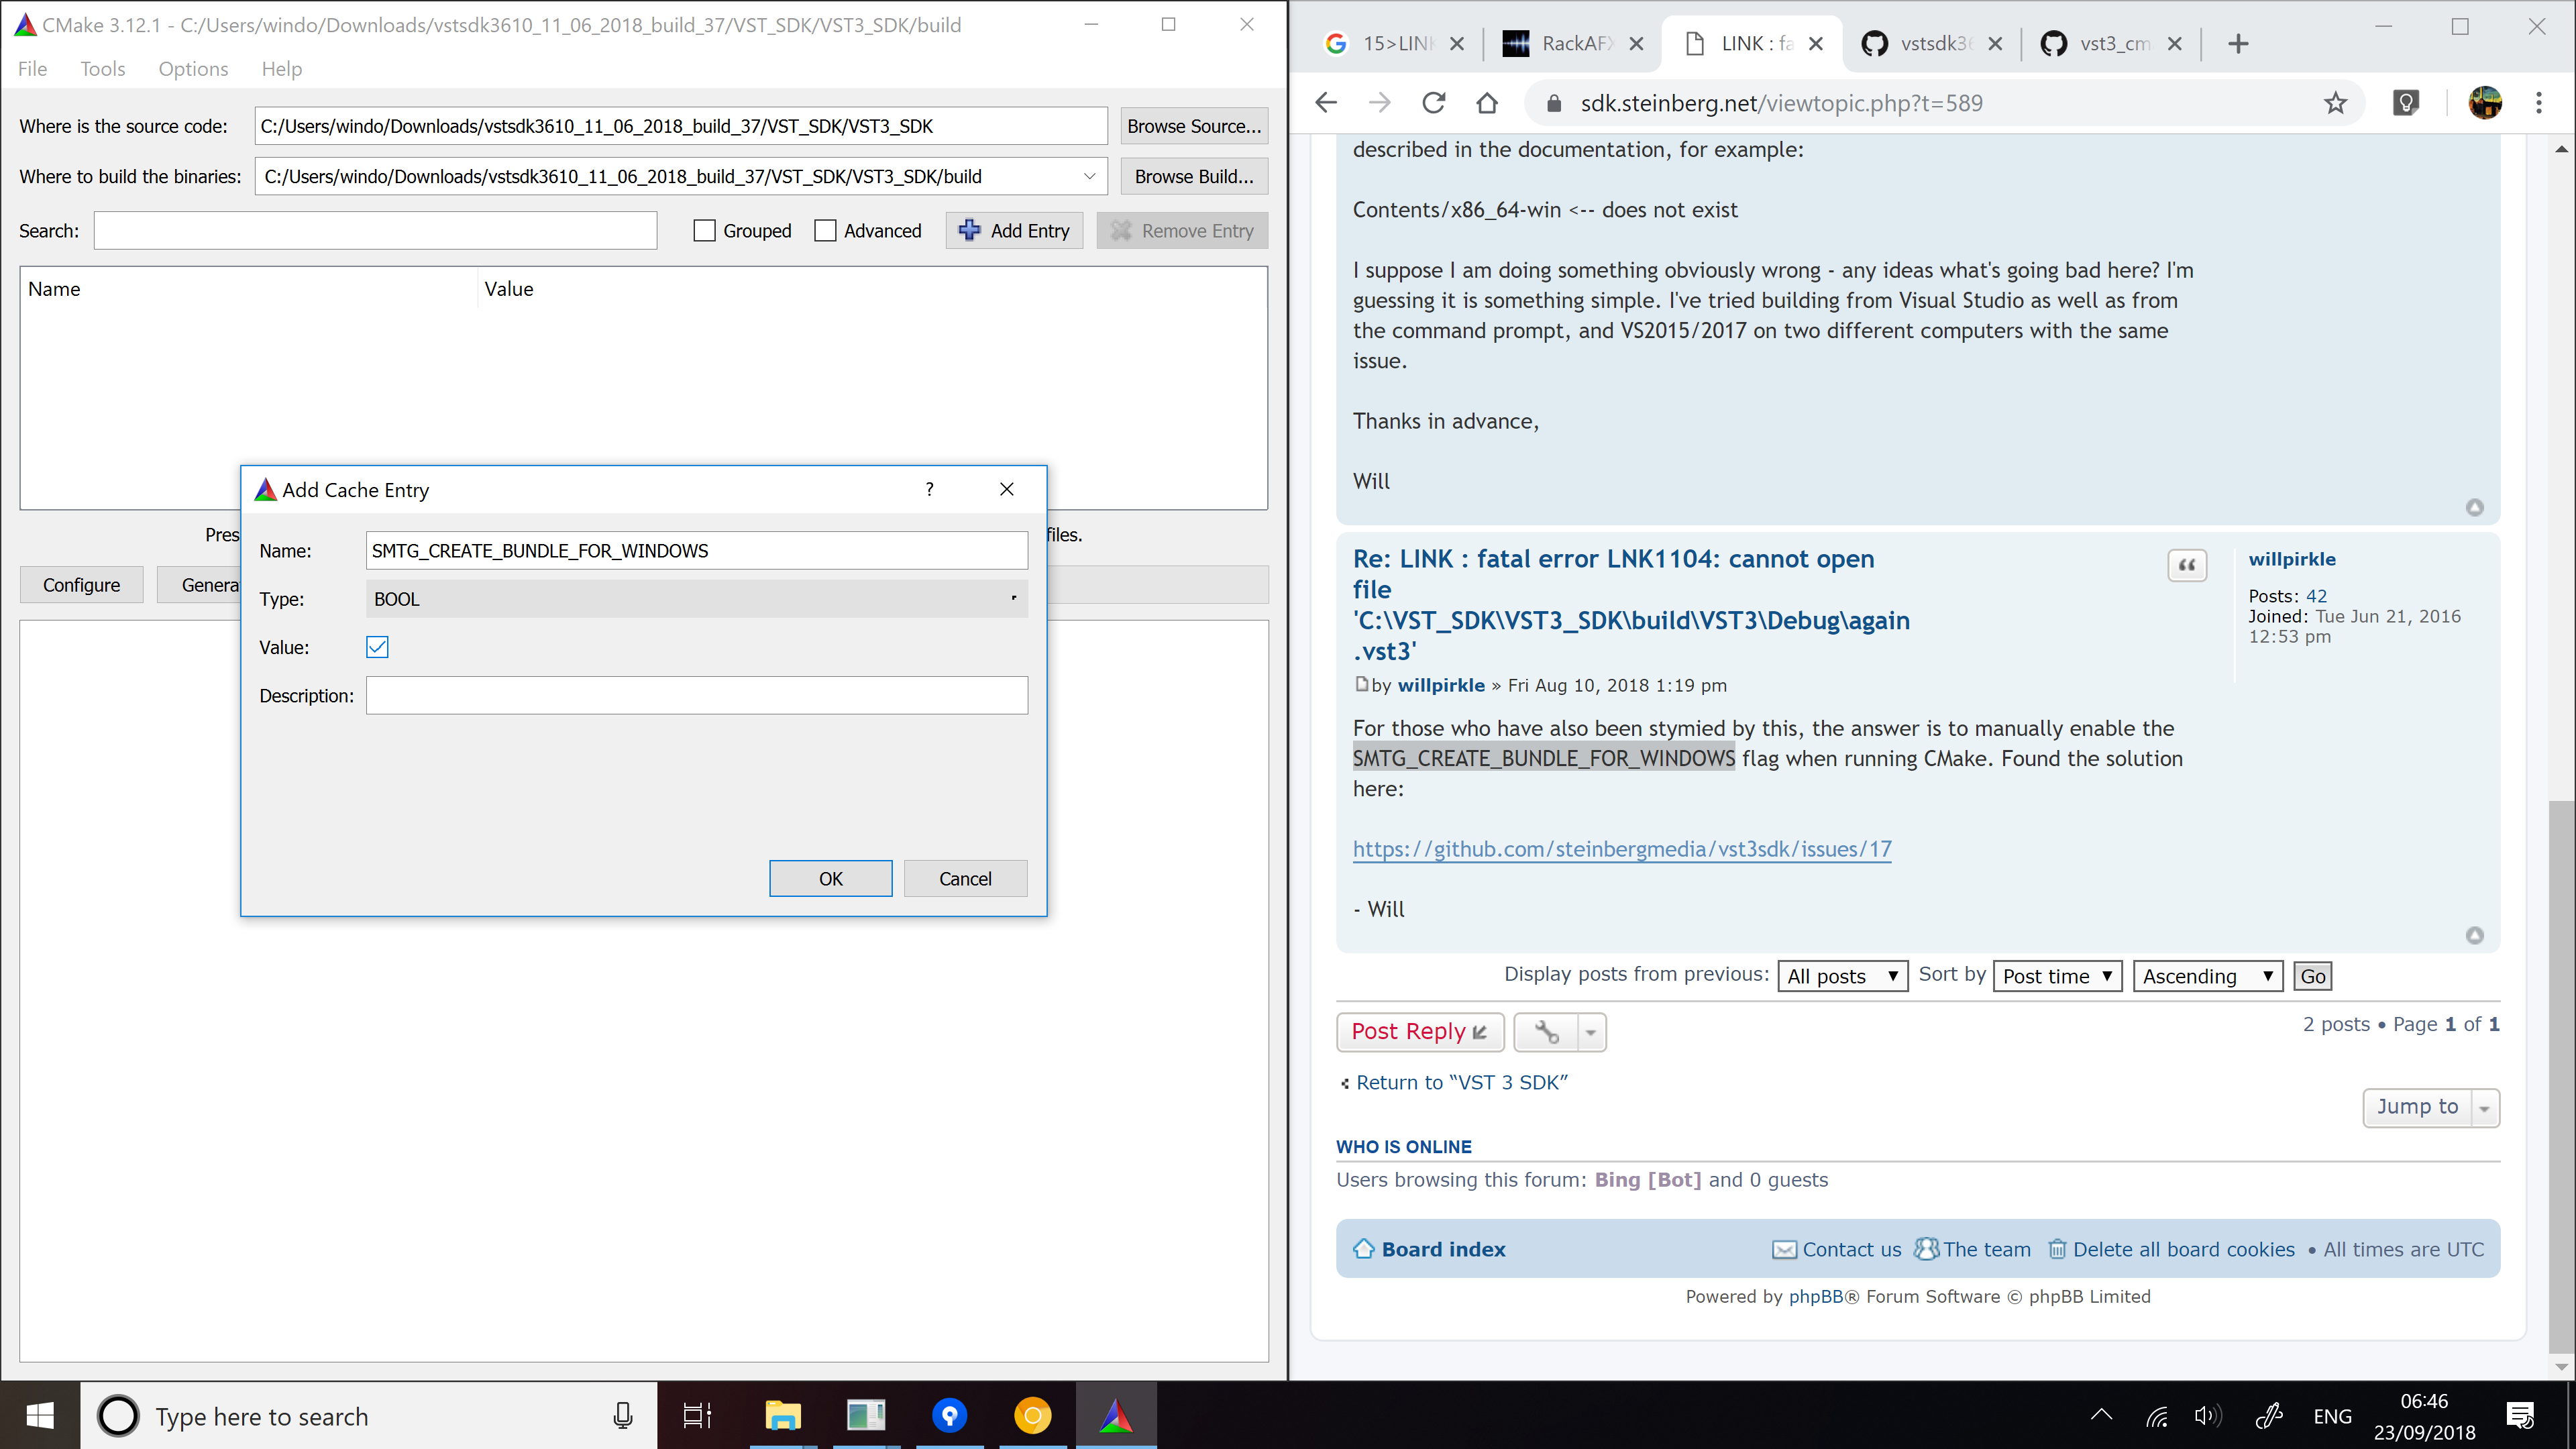 CMake 3.12.1 - C:/Users/windo/Downloads/vstsdk3610_11_06_2018_build_37/VST_SDK/VST3_SDK/build
File Tools Options Help
Where is the source code: C:/Users/windo/Downloads/vstsdk3610_11_06_2018_build_37/VST_SDK/VST3_SDK Browse Source...
Where to build the binaries: C:/Users/windo/Downloads/vstsdk3610_11_06_2018_build_37/VST_SDK/VST3_SDK/build Browse Build...
Search: Grouped Advanced Add Entry Remove Entry
Name Value
Pres
files.
Configure Genera
Add Cache Entry ?
Name: SMTG_CREATE_BUNDLE_FOR_WINDOWS
Type: BOOL
Value:
Description:
OK Cancel
15>LINK RackAFX LINK : fa vstsdk36 vst3_cm
sdk.steinberg.net/viewtopic.php?t=589
described in the documentation, for example:
Contents/x86_64-win <-- does not exist
I suppose I am doing something obviously wrong - any ideas what's going bad here? I'm
guessing it is something simple. I've tried building from Visual Studio as well as from
the command prompt, and VS2015/2017 on two different computers with the same
issue.
Thanks in advance,
Will
Re: LINK : fatal error LNK1104: cannot open
file
'C:\VST_SDK\VST3_SDK\build\VST3\Debug\again
.vst3'
by willpirkle » Fri Aug 10, 2018 1:19 pm
willpirkle
Posts: 42
Joined: Tue Jun 21, 2016
12:53 pm
For those who have also been stymied by this, the answer is to manually enable the
SMTG_CREATE_BUNDLE_FOR_WINDOWS flag when running CMake. Found the solution
here:
https://github.com/steinbergmedia/vst3sdk/issues/17
- Will
Display posts from previous: All posts Sort by Post time Ascending Go
Post Reply
2 posts • Page 1 of 1
Return to “VST 3 SDK”
Jump to
WHO IS ONLINE
Users browsing this forum: Bing [Bot] and 0 guests
Board index Contact us The team Delete all board cookies • All times are UTC
Powered by phpBB® Forum Software © phpBB Limited
Type here to search
ENG
06:46
23/09/2018